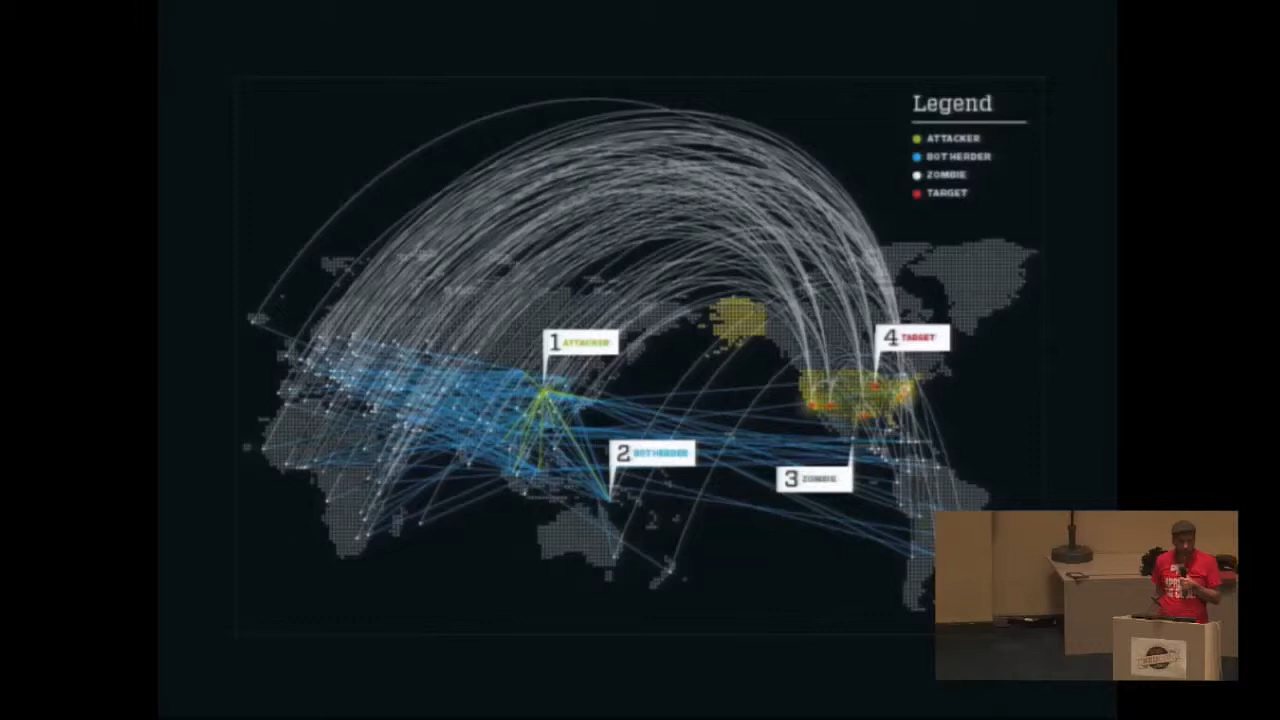 Legend
ATTACKER
BOT HERDER
ZOMBIE
TARGET
1 ATTACKER
4 TARGET
2 BOT HERDER
3 ZOMBIE